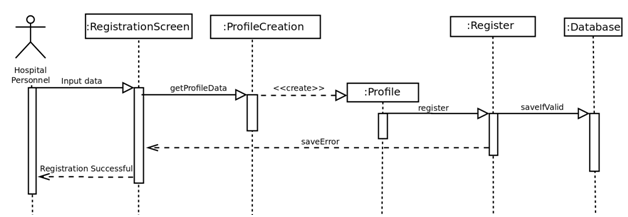 :RegistrationScreen
:ProfileCreation
:Register
:Database
Hospital
Personnel
Input data
getProfileData
<<create>>
:Profile
register
saveIfValid
saveError
Registration Successful